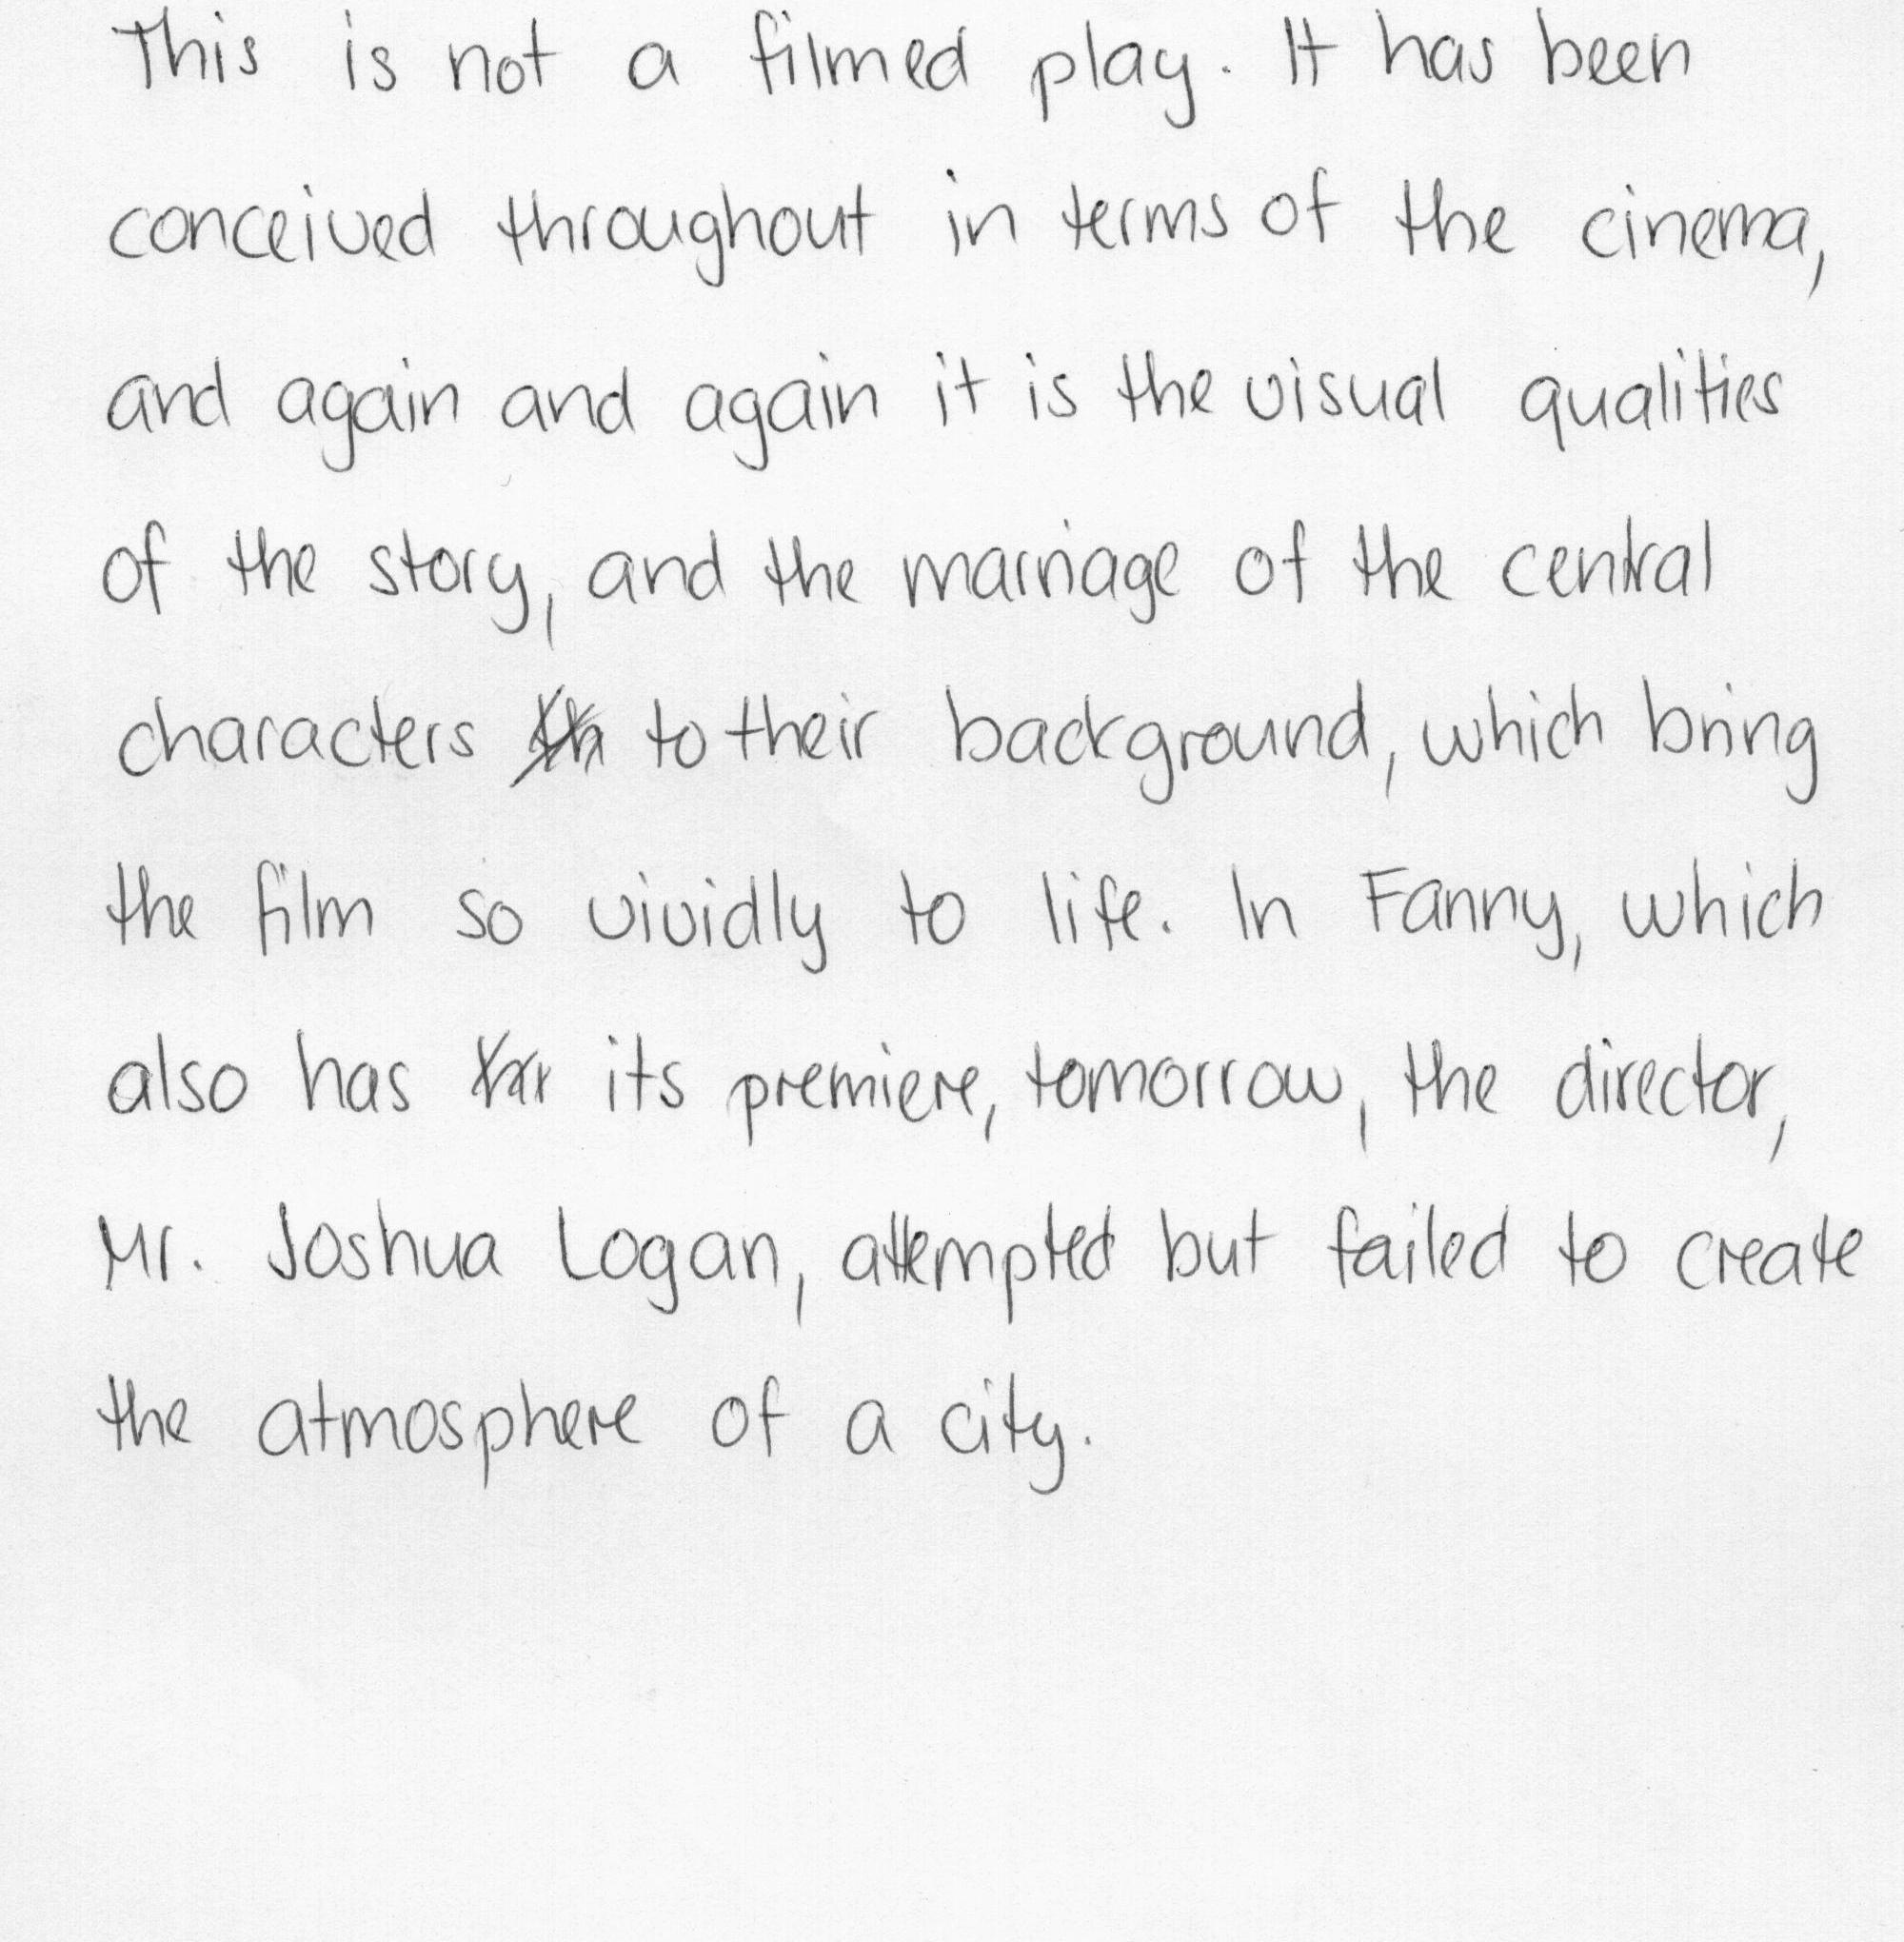 This is not a filmed play. It has been
conceived throughout in terms of the cinema,
and again and again it is the visual qualities
of the story, and the marriage of the central
characters to their background, which bring
the film so vividly to life. In Fanny, which
also has its premiere, tomorrow, the director,
Mr. Joshua Logan, attempted but failed to create
the atmosphere of a city.